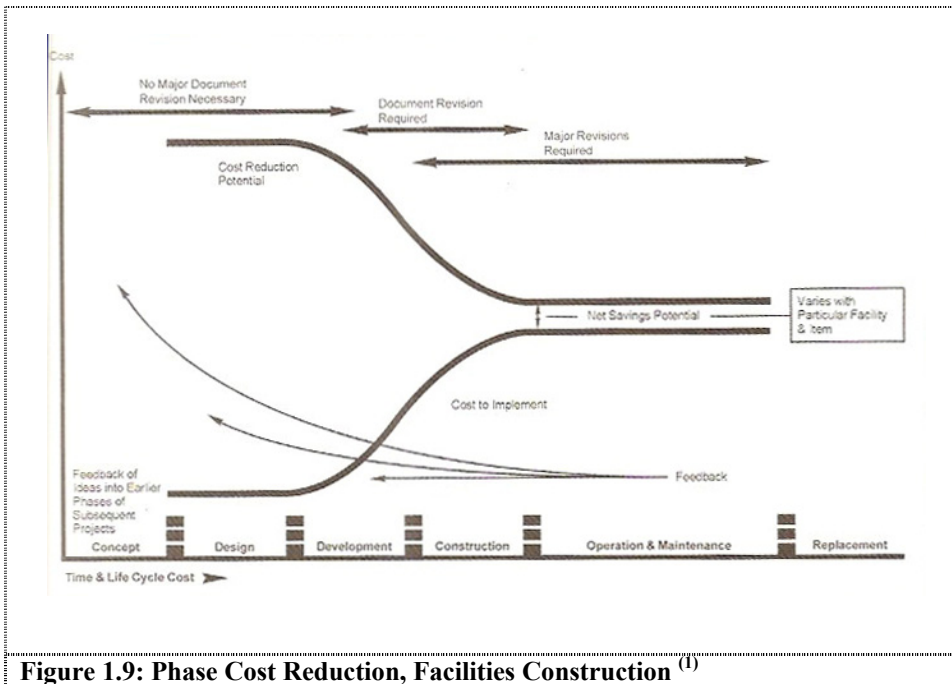 Cost
No Major Document
Revision Necessary
Document Revision
Required
Major Revisions
Required
Cost Reduction
Potential
Net Savings Potential
Varies with
Particular Facility
& Item
Cost to Implement
Feedback
Feedback of
Ideas into Earlier
Phases of
Subsequent
Projects
Concept Design Development Construction Operation & Maintenance Replacement
Time & Life Cycle Cost
Figure 1.9: Phase Cost Reduction, Facilities Construction (1)